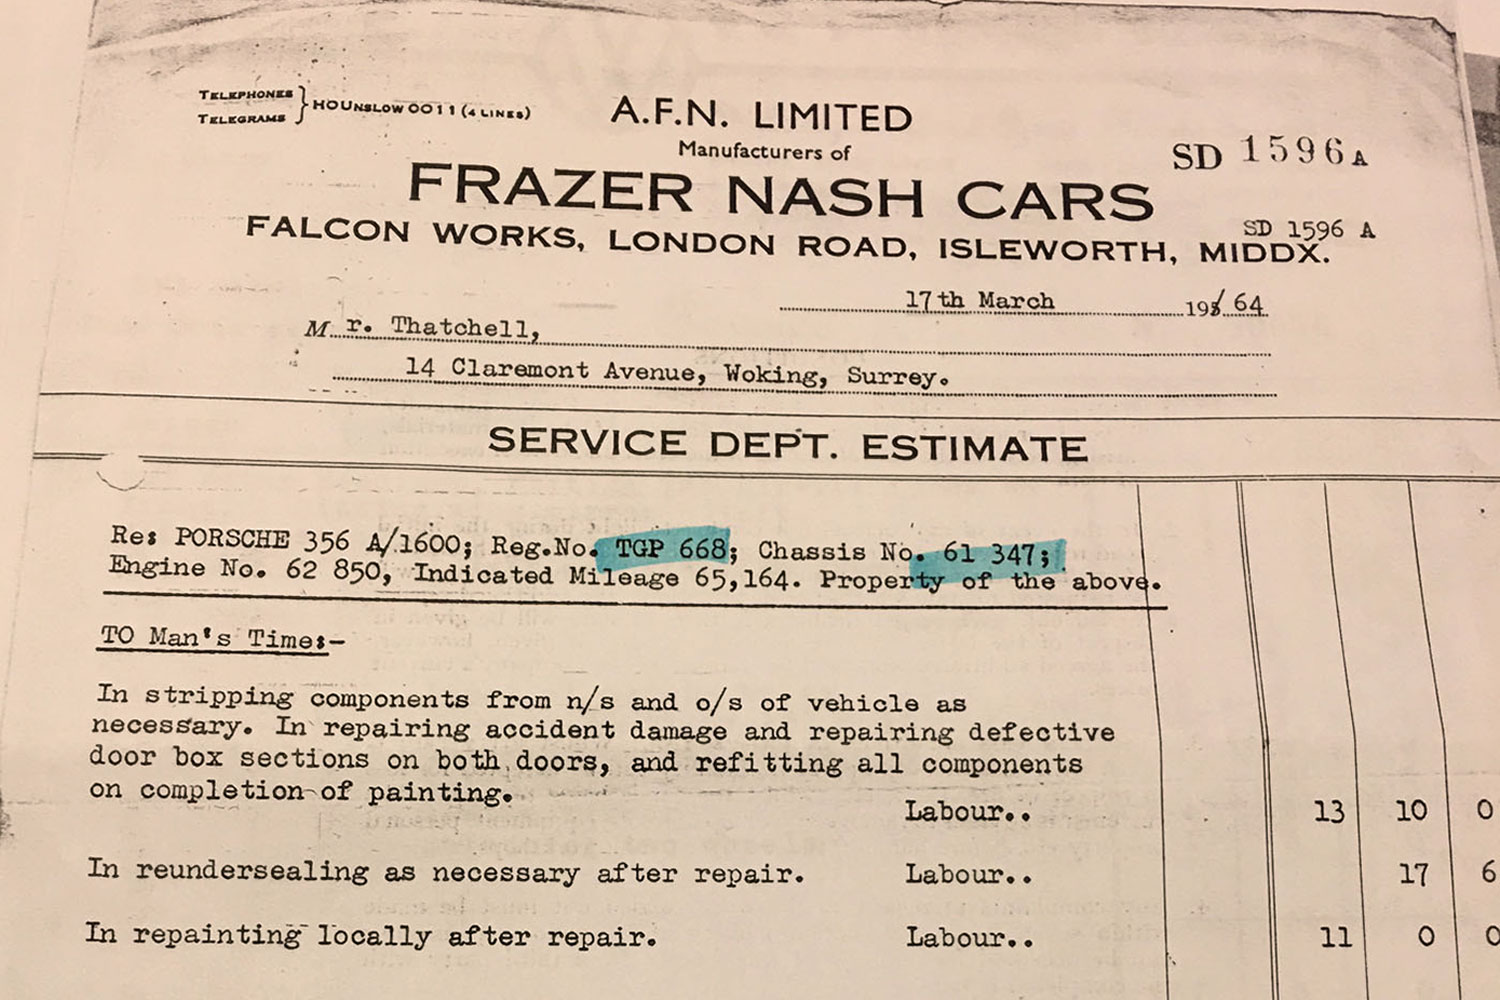 TELEPHONES
TELEGRAMS } HOUNSLOW 0011 (4 LINES)
A.F.N. LIMITED
Manufacturers of
SD 1596 A
FRAZER NASH CARS
SD 1596 A
FALCON WORKS, LONDON ROAD, ISLEWORTH, MIDDX.
17th March 195/ 64
Mr. Thatchell,
14 Claremont Avenue, Woking, Surrey.
SERVICE DEPT. ESTIMATE
Re: PORSCHE 356 A/1600; Reg.No. TGP 668; Chassis No. 61 347;
Engine No. 62 850, Indicated Mileage 65,164. Property of the above.
TO Man's Time:-
In stripping components from n/s and o/s of vehicle as
necessary. In repairing accident damage and repairing defective
door box sections on both doors, and refitting all components
on completion of painting.
Labour.. 13 10 0
In reundersealing as necessary after repair. Labour.. 17 6
In repainting locally after repair. Labour.. 11 0 0